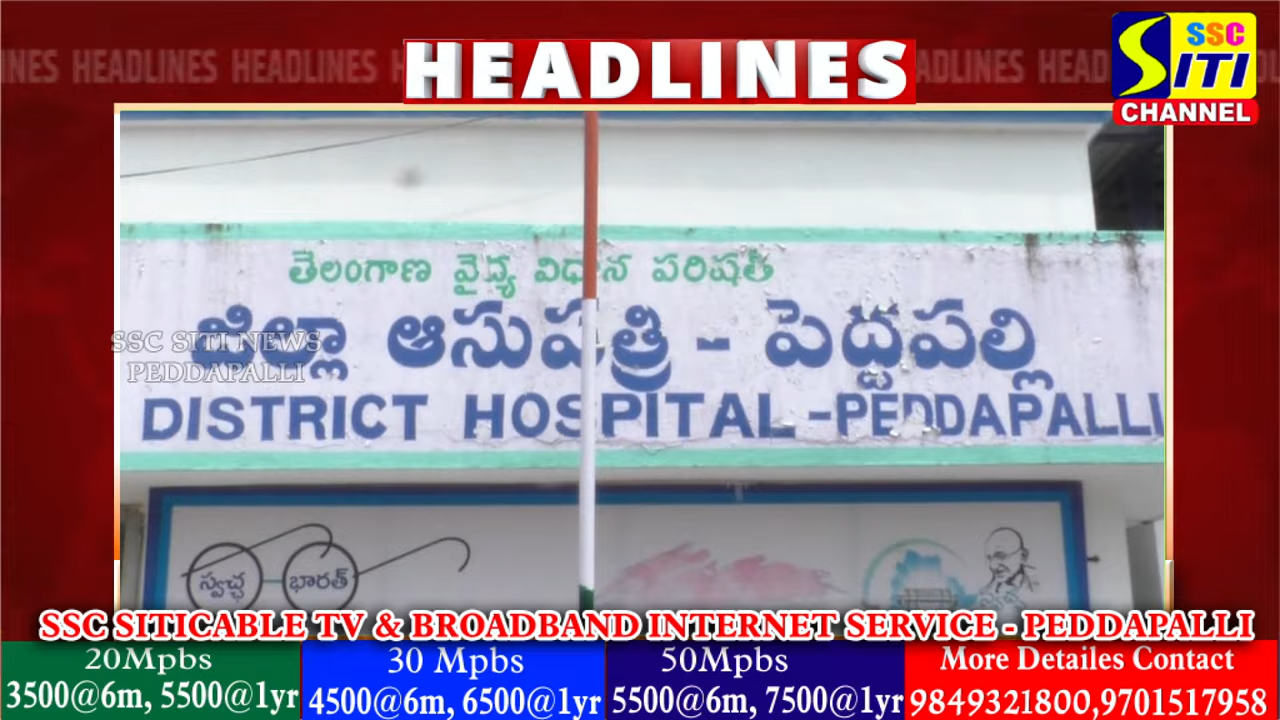 HEADLINES
SSC
SITI
CHANNEL
తెలంగాణ వైద్య విధాన పరిషత్
జిల్లా ఆసుపత్రి - పెద్దపల్లి
SSC SITI NEWS
PEDDAPALLI
DISTRICT HOSPITAL -PEDDAPALLI
స్వచ్ఛ భారత్
SSC SITICABLE TV & BROADBAND INTERNET SERVICE - PEDDAPALLI
20Mpbs
3500@6m, 5500@1yr
30 Mpbs
4500@6m, 6500@1yr
50Mpbs
5500@6m, 7500@1yr
More Detailes Contact
9849321800,9701517958